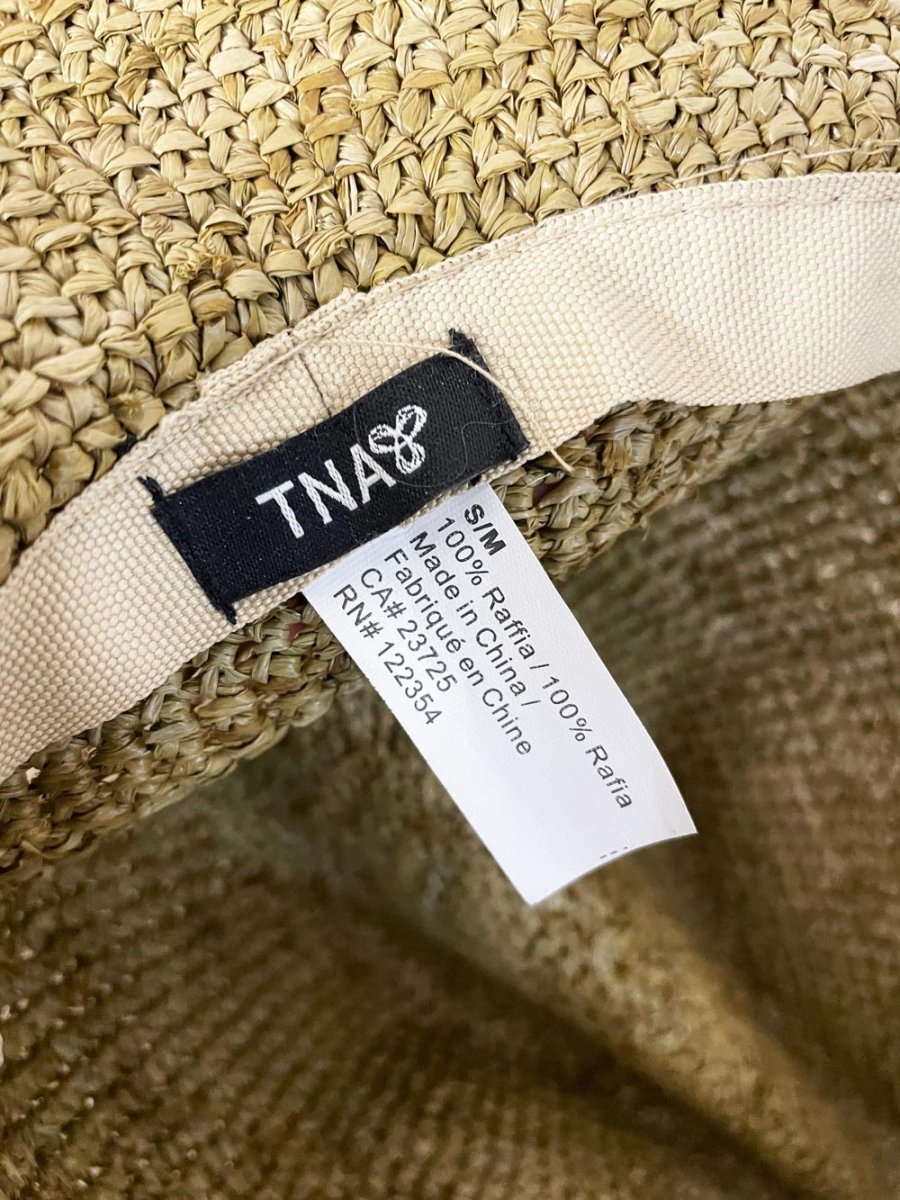 TNA
S/M
100% Raffia / 100% Rafia
Made in China /
Fabriqué en Chine
CA# 23725
RN# 122354